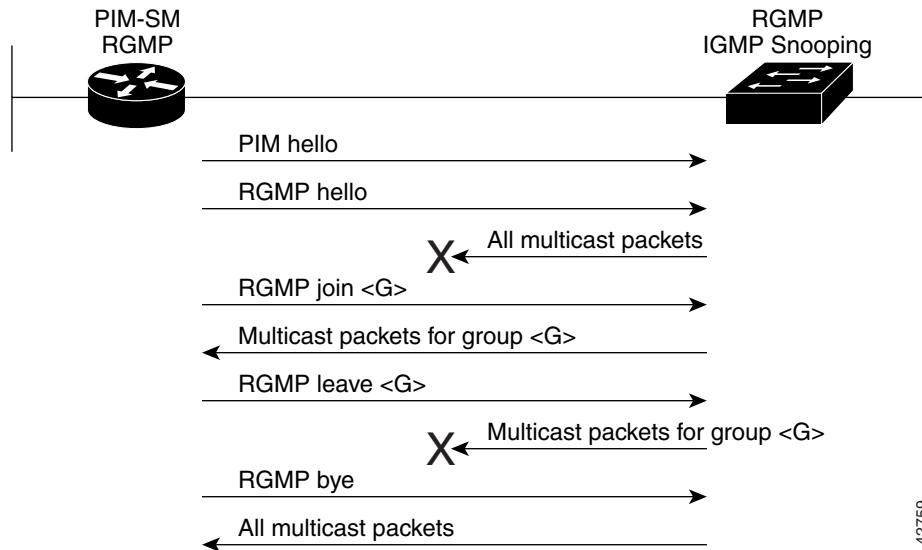 PIM-SM
RGMP
RGMP
IGMP Snooping
PIM hello
RGMP hello
All multicast packets
X
RGMP join <G>
Multicast packets for group <G>
RGMP leave <G>
Multicast packets for group <G>
X
RGMP bye
All multicast packets
42759